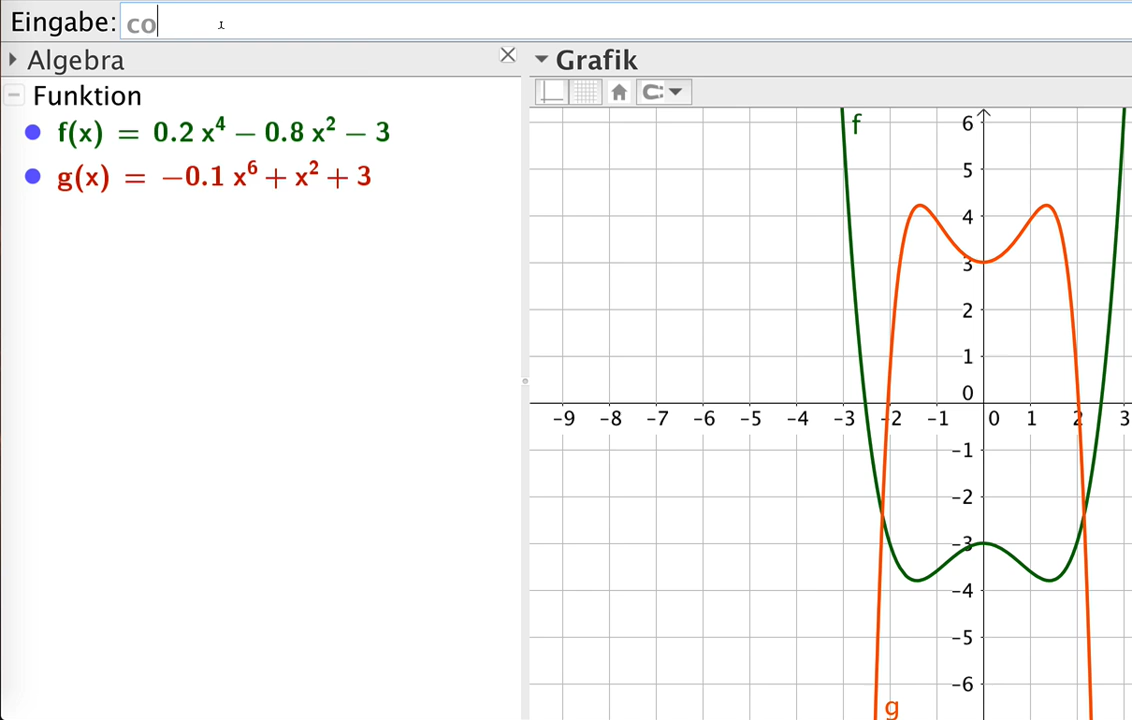 Eingabe: co
Algebra
Grafik
Funktion
f(x) = 0.2 x⁴ − 0.8 x² − 3
g(x) = −0.1 x⁶ + x² + 3
f
6
5
4
3
2
1
0
−9 −8 −7 −6 −5 −4 −3 −2 −1 0 1 2 3
−1
−2
−3
−4
−5
−6
g